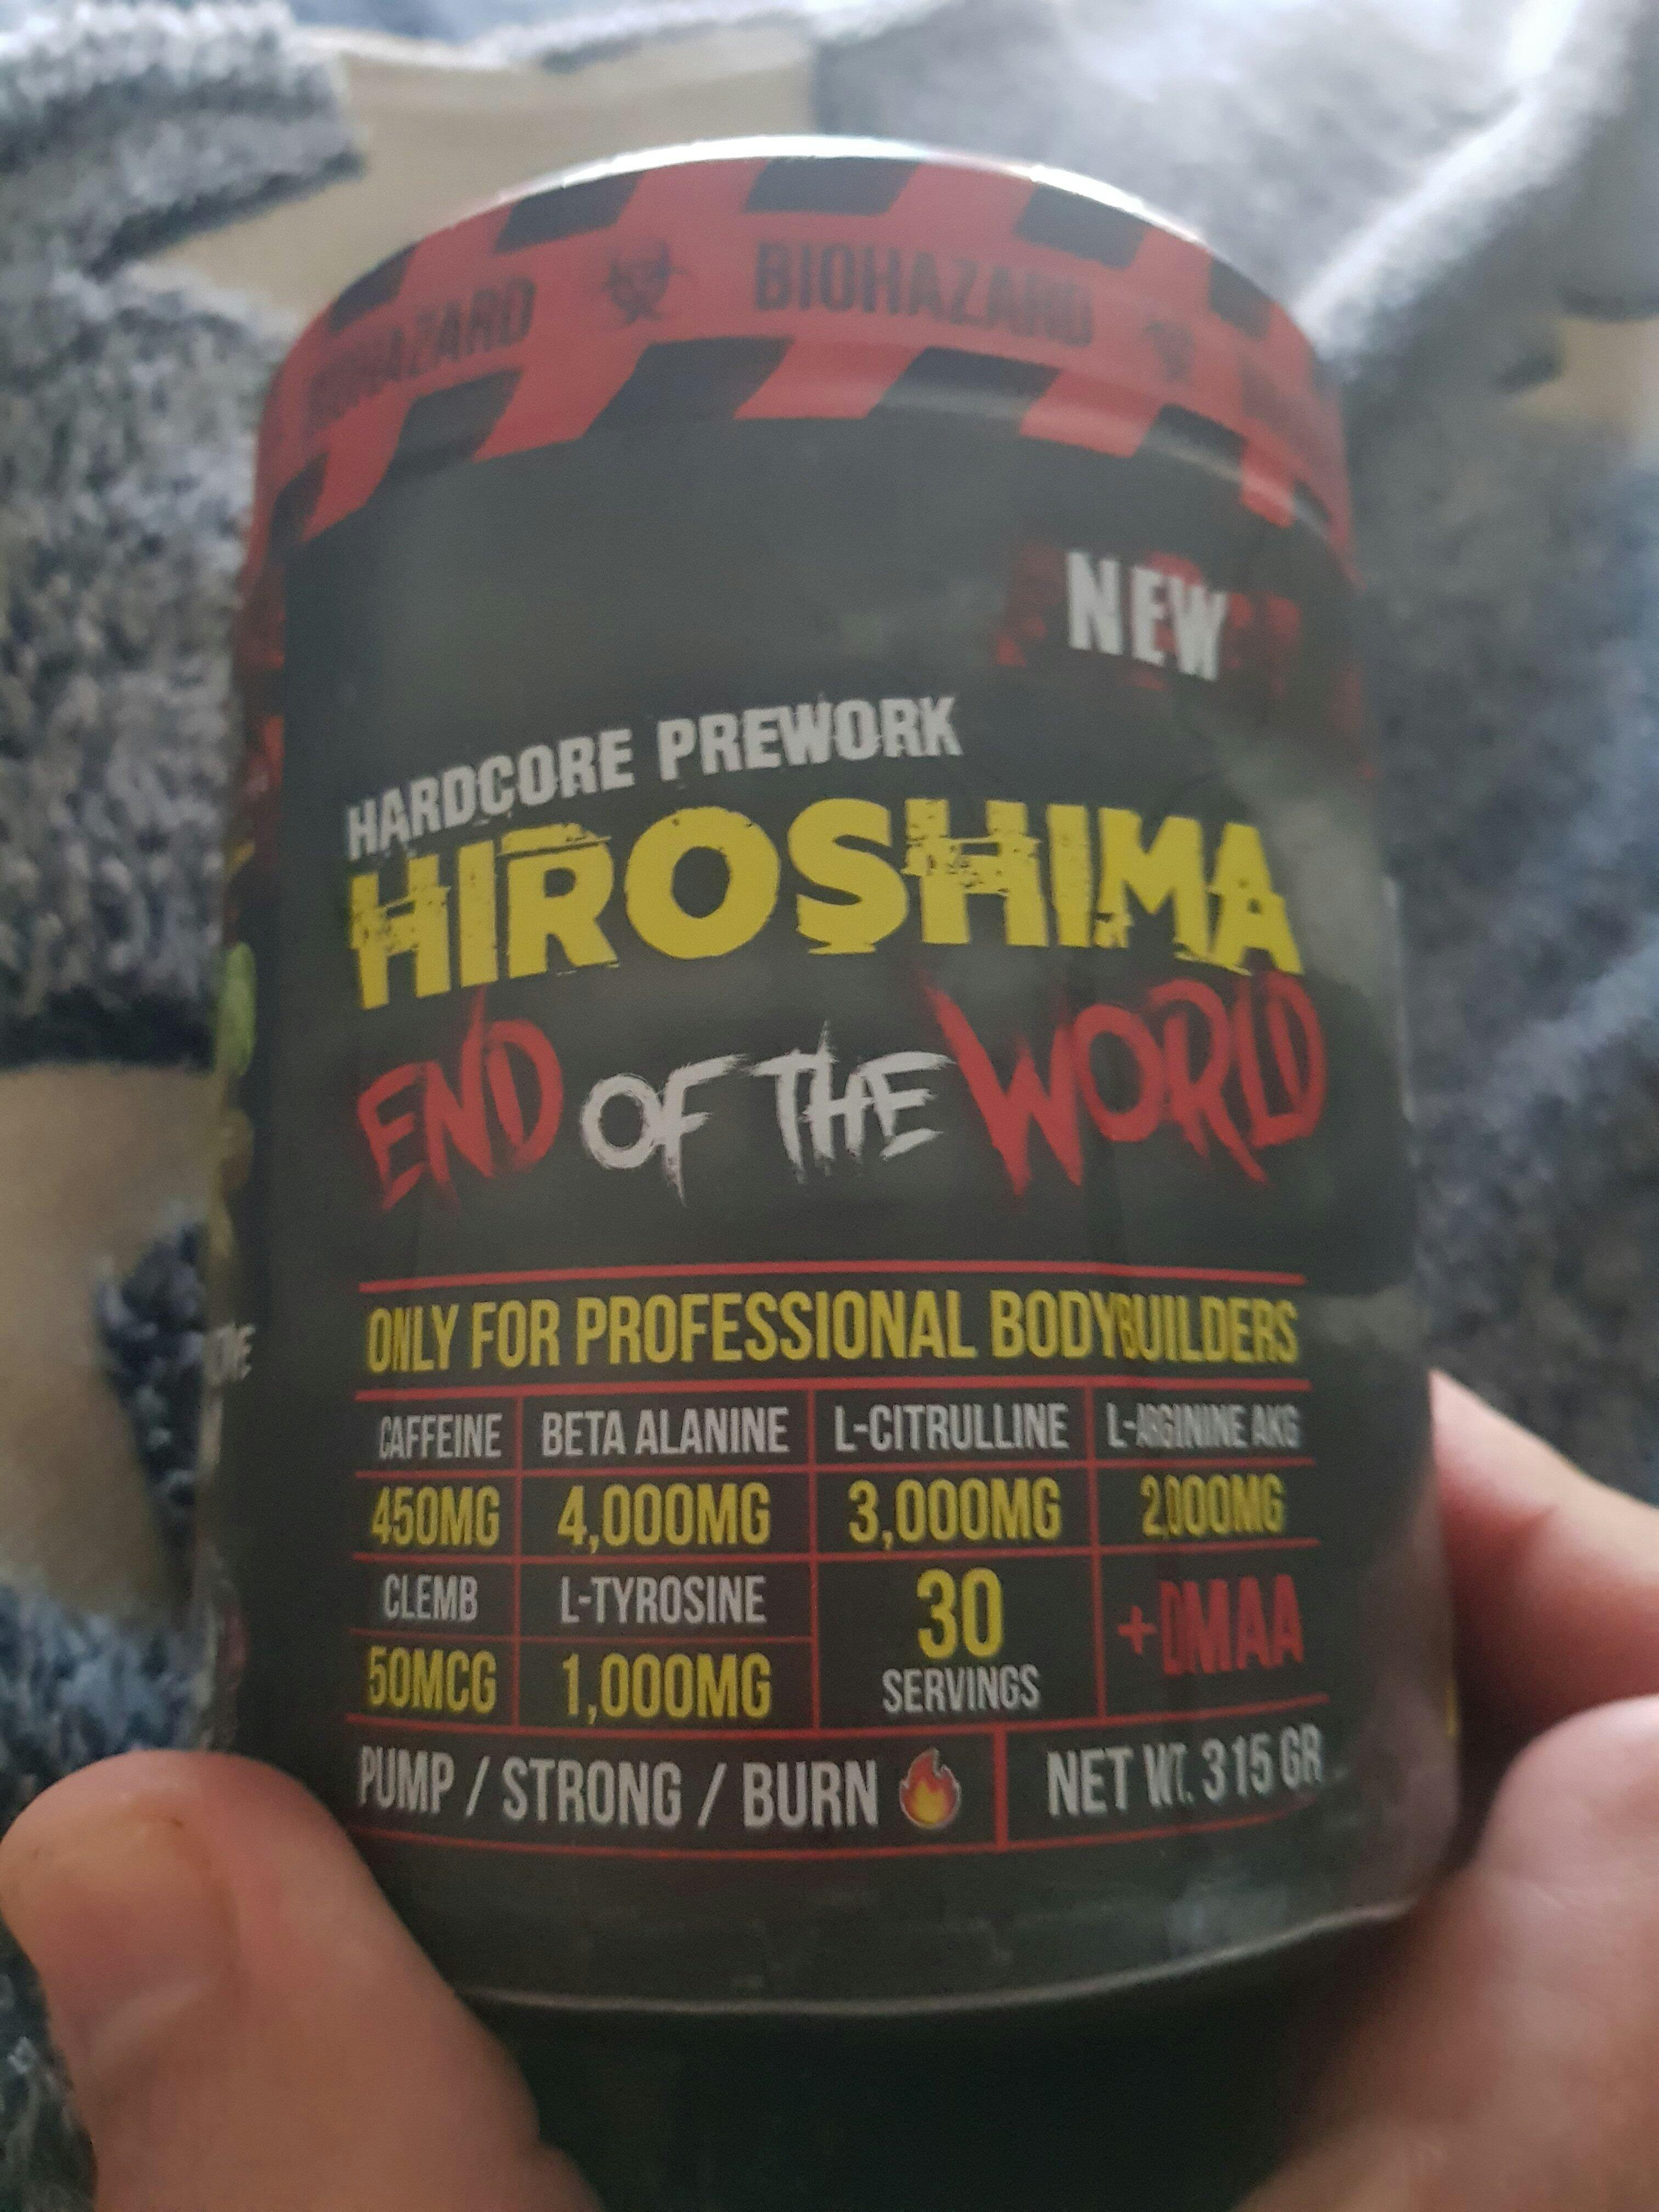 BIOHAZARD BIOHAZARD
NEW
HARDCORE PREWORK
HIROSHIMA
END OF THE WORLD
ONLY FOR PROFESSIONAL BODYBUILDERS
CAFFEINE BETA ALANINE L-CITRULLINE L-ARGININE AKG
450MG 4,000MG 3,000MG 2,000MG
CLEMB L-TYROSINE 30 +DMAA
50MCG 1,000MG SERVINGS
PUMP / STRONG / BURN 🔥 NET WT. 315 GR